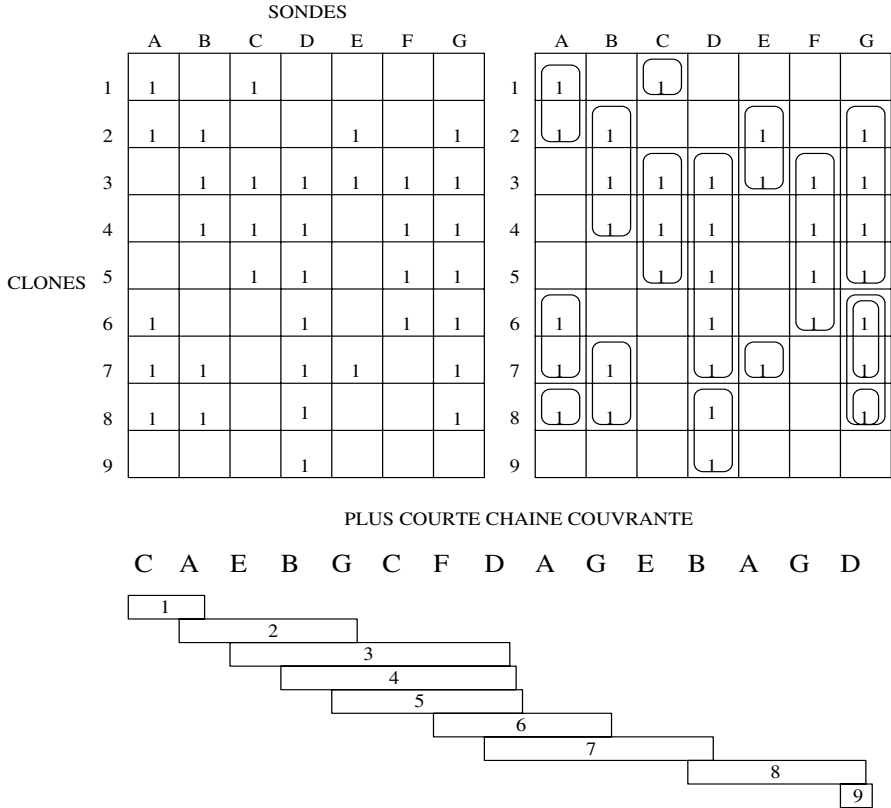 SONDES
A B C D E F G A B C D E F G
1 1 1 1 1 1
2 1 1 1 1 2 1 1 1 1
3 1 1 1 1 1 1 3 1 1 1 1 1 1
4 1 1 1 1 1 4 1 1 1 1 1
CLONES 5 1 1 1 1 5 1 1 1 1
6 1 1 1 1 6 1 1 1 1
7 1 1 1 1 1 7 1 1 1 1 1
8 1 1 1 1 8 1 1 1 1
9 1 9 1
PLUS COURTE CHAINE COUVRANTE
C A E B G C F D A G E B A G D
1
2
3
4
5
6
7
8
9